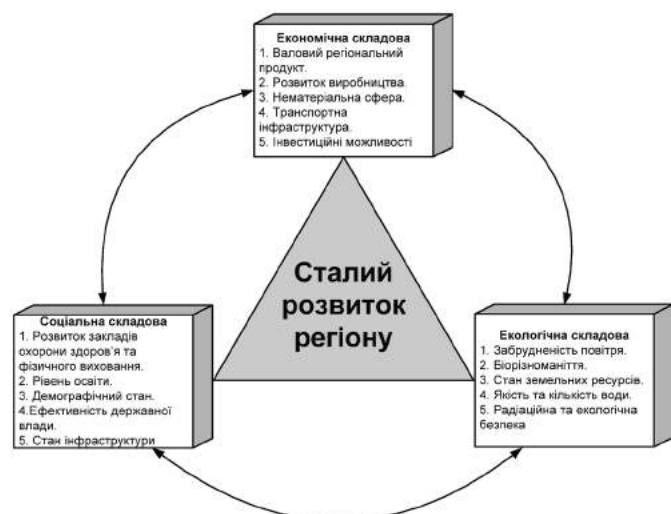 Економічна складова
1. Валовий регіональний
продукт.
2. Розвиток виробництва.
3. Нематеріальна сфера.
4. Транспортна
інфраструктура.
5. Інвестиційні можливості
Сталий
розвиток
регіону
Соціальна складова
1. Розвиток закладів
охорони здоров'я та
фізичного виховання.
2. Рівень освіти.
3. Демографічний стан.
4.Ефективність державної
влади.
5. Стан інфраструктури
Екологічна складова
1. Забрудненість повітря.
2. Біорізноманіття.
3. Стан земельних ресурсів.
4. Якість та кількість води.
5. Радіаційна та екологічна
безпека